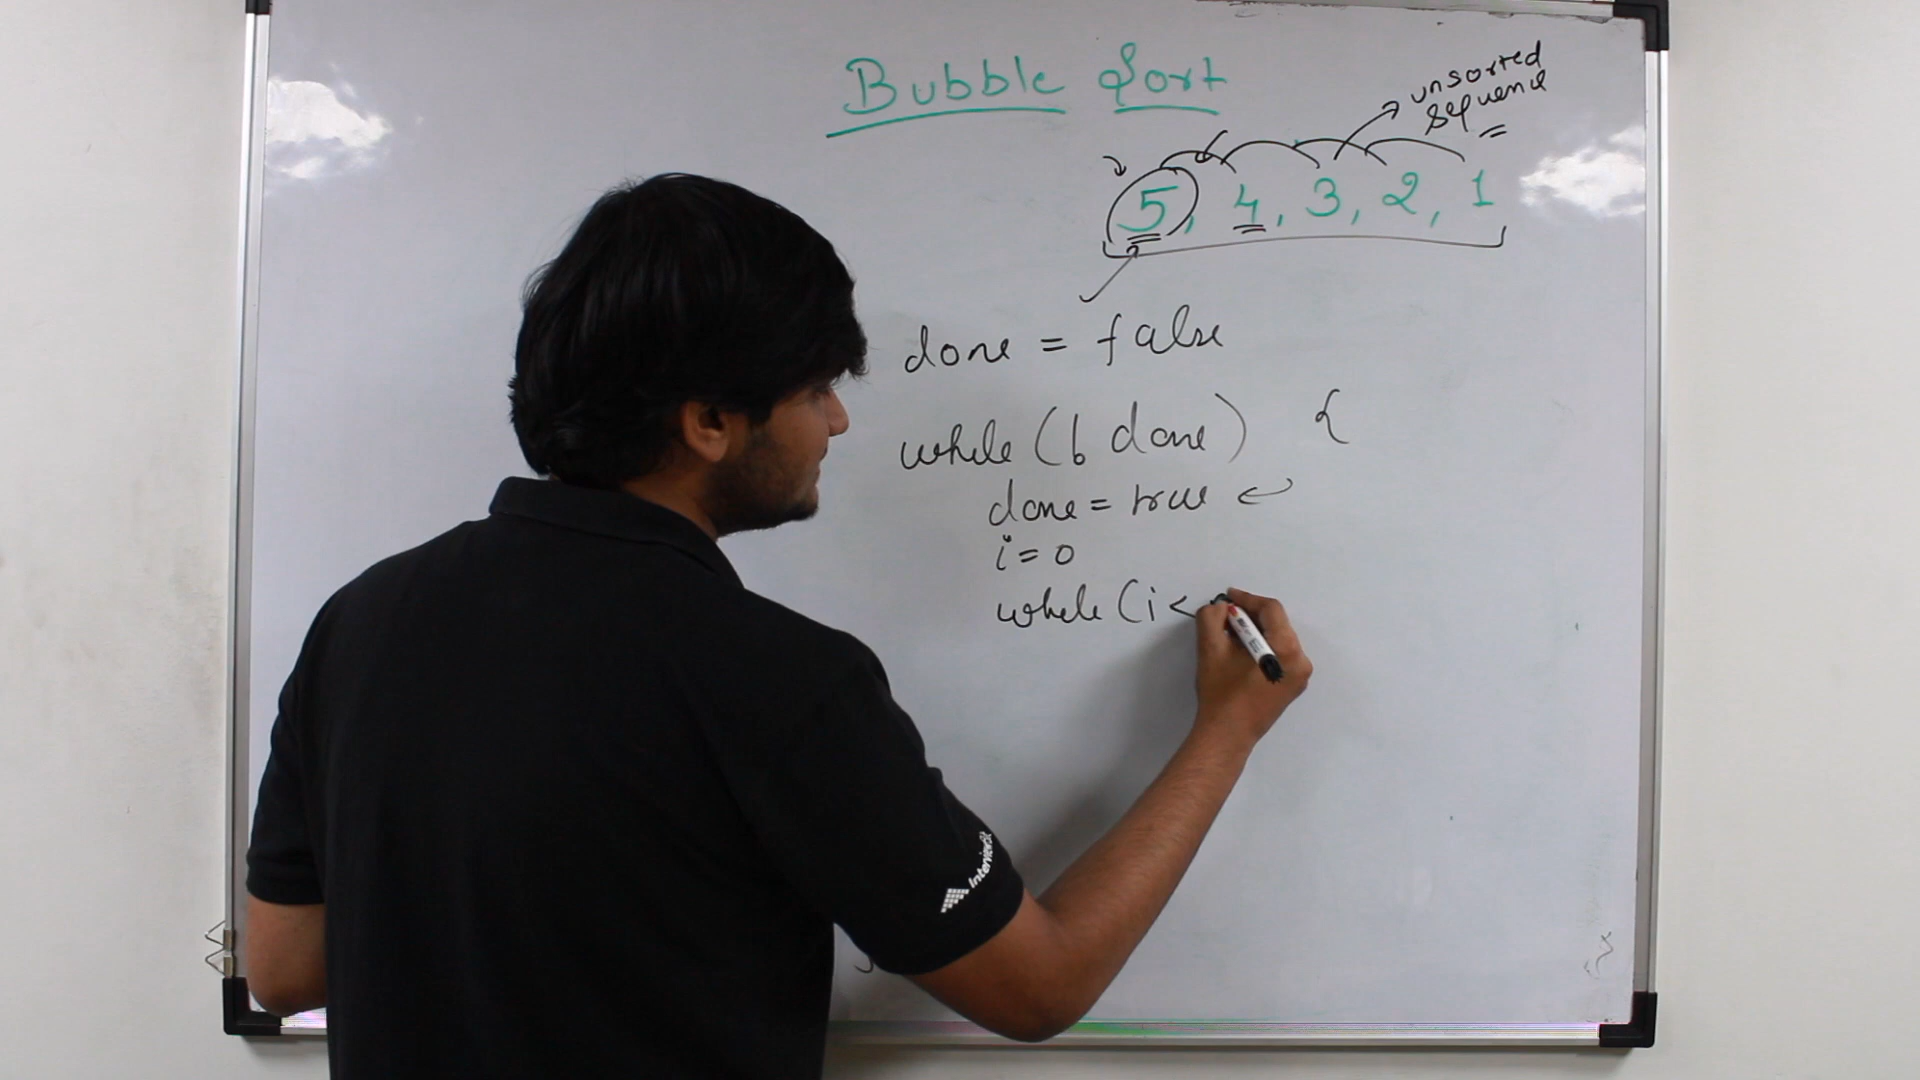 Bubble Sort
unsorted
sequence
5, 4, 3, 2, 1
done = false
while (b done) {
done = true
i = 0
while (i <